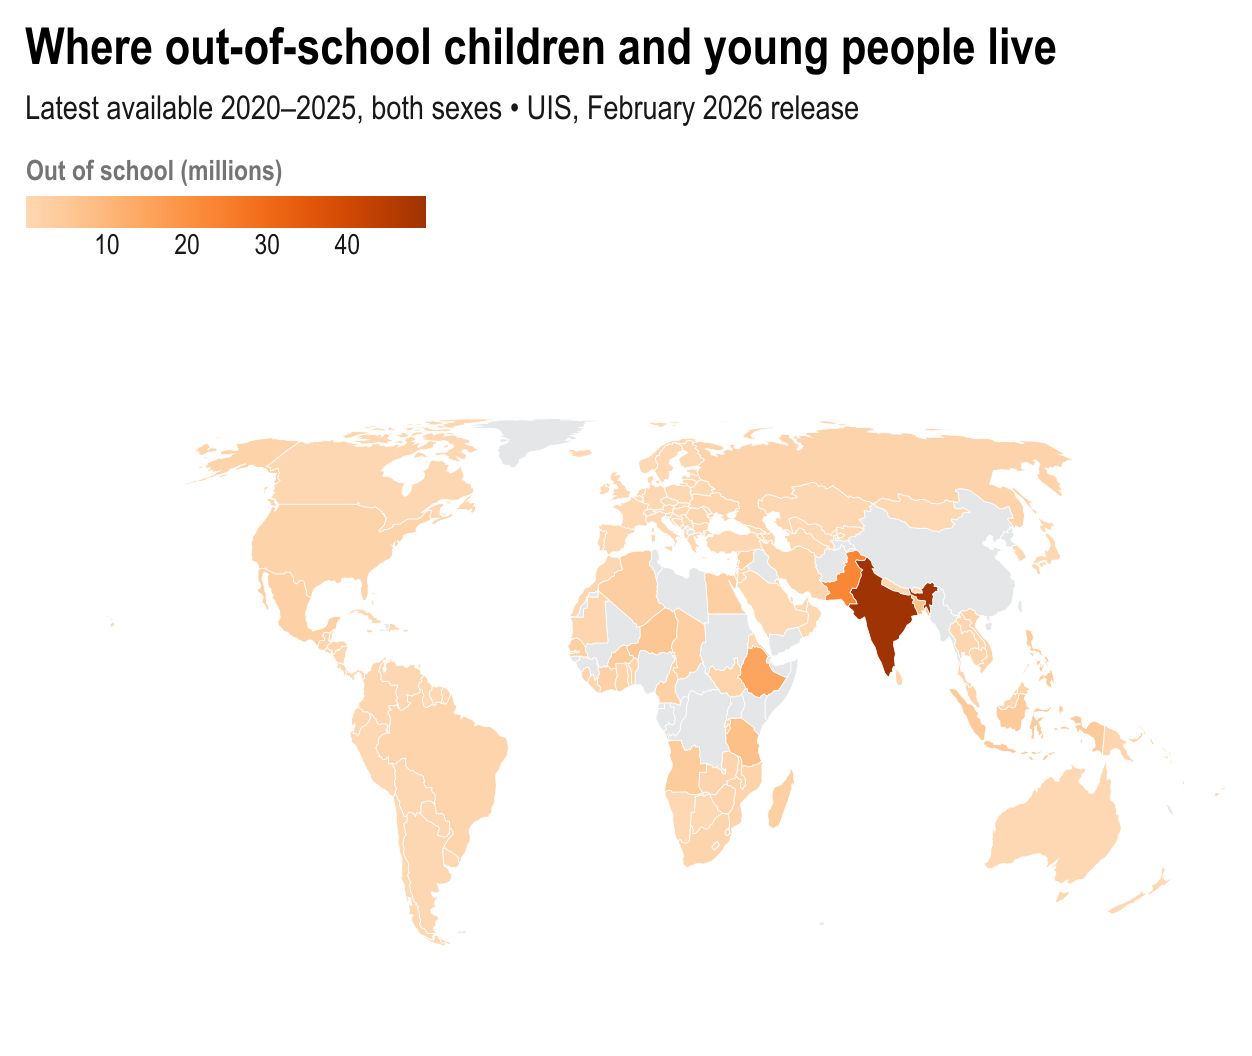 Where out-of-school children and young people live
Latest available 2020–2025, both sexes • UIS, February 2026 release
Out of school (millions)
10 20 30 40